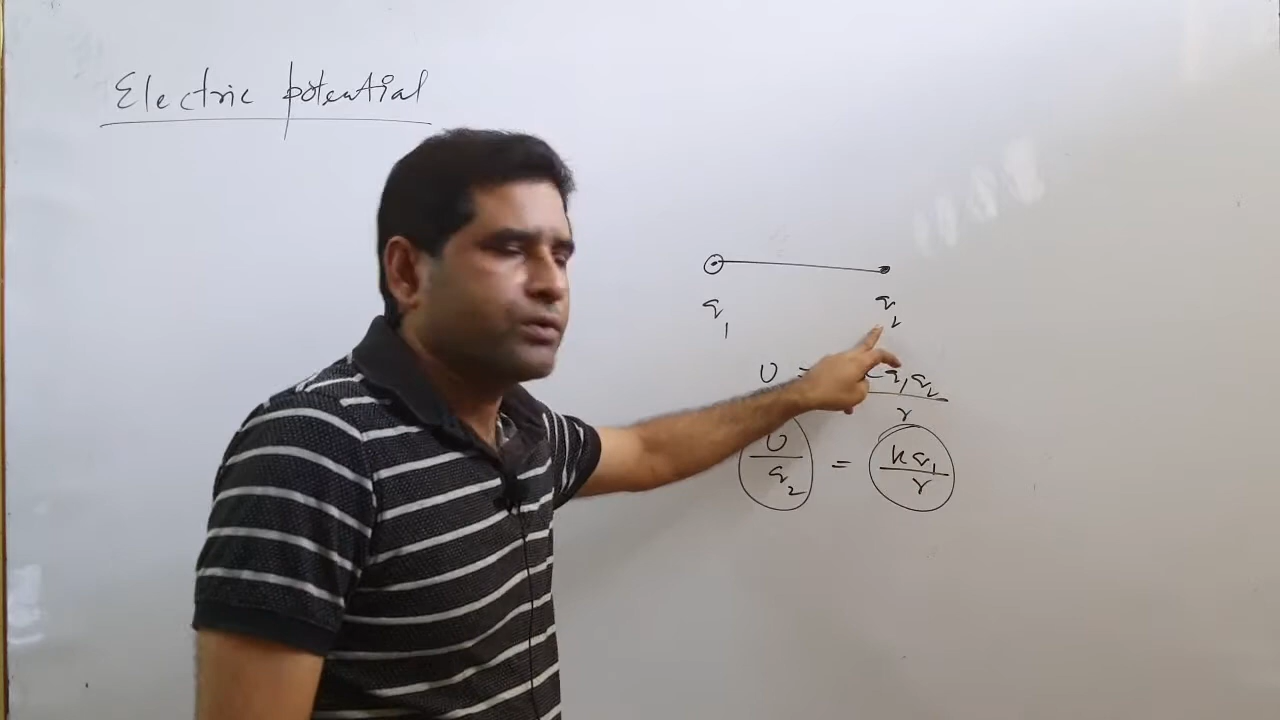 Electric potential
q₁ q₂
U = kq₁q₂ / r
U / q₂ = kq₁ / r